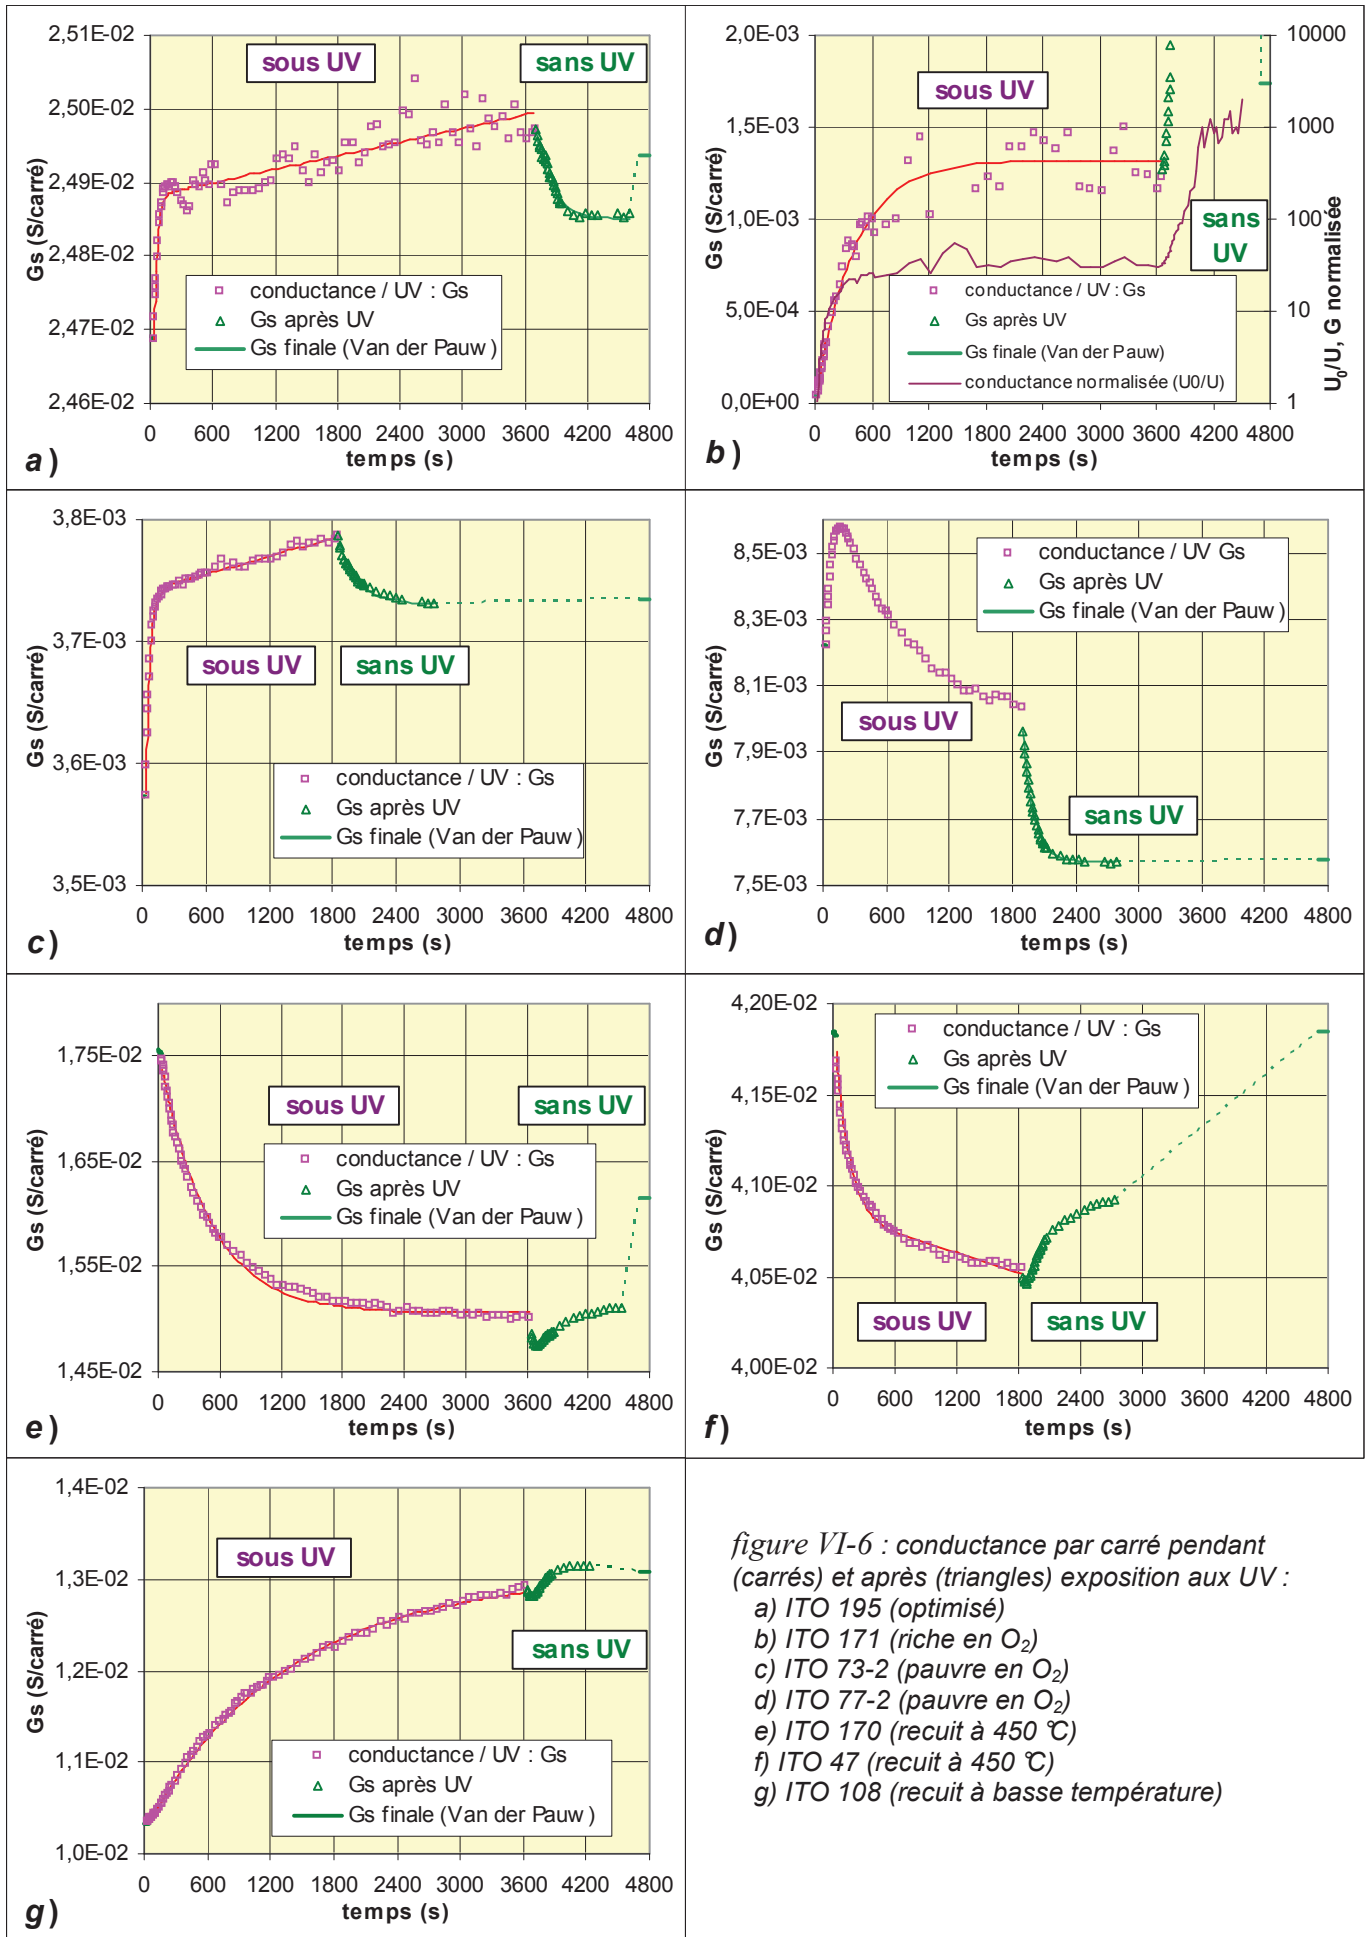 2,51E-02
2,50E-02
2,49E-02
2,48E-02
2,47E-02
2,46E-02
Gs (S/carré)
sous UV
sans UV
conductance / UV : Gs
Gs après UV
Gs finale (Van der Pauw)
0 600 1200 1800 2400 3000 3600 4200 4800
temps (s)
a)
2,0E-03
1,5E-03
1,0E-03
5,0E-04
0,0E+00
Gs (S/carré)
10000
1000
100
10
1
U0/U, G normalisée
sous UV
sans
UV
conductance / UV : Gs
Gs après UV
Gs finale (Van der Pauw)
conductance normalisée (U0/U)
0 600 1200 1800 2400 3000 3600 4200 4800
temps (s)
b)
3,8E-03
3,7E-03
3,6E-03
3,5E-03
Gs (S/carré)
sous UV
sans UV
conductance / UV : Gs
Gs après UV
Gs finale (Van der Pauw)
0 600 1200 1800 2400 3000 3600 4200 4800
temps (s)
c)
8,5E-03
8,3E-03
8,1E-03
7,9E-03
7,7E-03
7,5E-03
Gs (S/carré)
conductance / UV Gs
Gs après UV
Gs finale (Van der Pauw)
sous UV
sans UV
0 600 1200 1800 2400 3000 3600 4200 4800
temps (s)
d)
1,75E-02
1,65E-02
1,55E-02
1,45E-02
Gs (S/carré)
sous UV
sans UV
conductance / UV : Gs
Gs après UV
Gs finale (Van der Pauw)
0 600 1200 1800 2400 3000 3600 4200 4800
temps (s)
e)
4,20E-02
4,15E-02
4,10E-02
4,05E-02
4,00E-02
Gs (S/carré)
conductance / UV : Gs
Gs après UV
Gs finale (Van der Pauw)
sous UV
sans UV
0 600 1200 1800 2400 3000 3600 4200 4800
temps (s)
f)
1,4E-02
1,3E-02
1,2E-02
1,1E-02
1,0E-02
Gs (S/carré)
sous UV
sans UV
conductance / UV : Gs
Gs après UV
Gs finale (Van der Pauw)
0 600 1200 1800 2400 3000 3600 4200 4800
temps (s)
g)
figure VI-6 : conductance par carré pendant
(carrés) et après (triangles) exposition aux UV :
a) ITO 195 (optimisé)
b) ITO 171 (riche en O2)
c) ITO 73-2 (pauvre en O2)
d) ITO 77-2 (pauvre en O2)
e) ITO 170 (recuit à 450 °C)
f) ITO 47 (recuit à 450 °C)
g) ITO 108 (recuit à basse température)